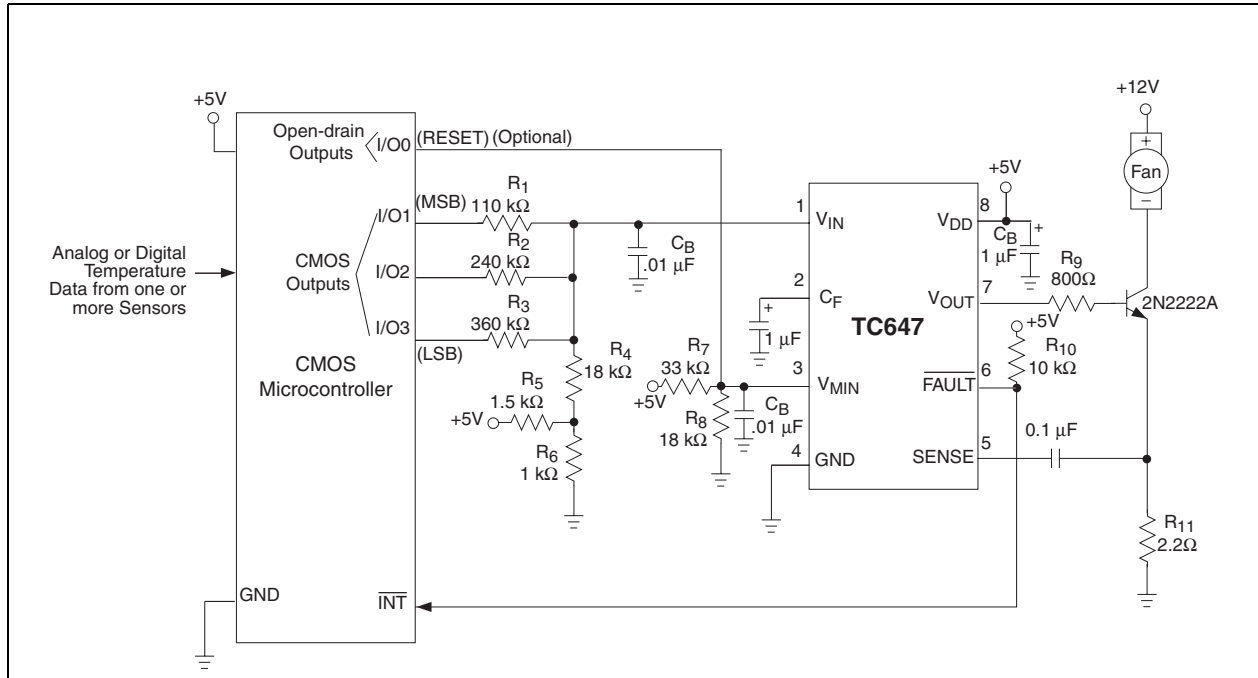 +5V
Open-drain
Outputs
I/O0
(RESET) (Optional)
I/O1
(MSB)
R1
110 kΩ
CMOS
Outputs
I/O2
R2
240 kΩ
I/O3
R3
360 kΩ
(LSB)
Analog or Digital
Temperature
Data from one or
more Sensors
CMOS
Microcontroller
GND
INT
R4
18 kΩ
R5
1.5 kΩ
+5V
R6
1 kΩ
CB
.01 µF
1 µF
R7
33 kΩ
+5V
R8
18 kΩ
CB
.01 µF
1
VIN
2
CF
3
VMIN
4
GND
TC647
8
VDD
7
VOUT
6
FAULT
5
SENSE
+5V
CB
1 µF
R9
800Ω
+5V
R10
10 kΩ
0.1 µF
+12V
+
Fan
–
2N2222A
R11
2.2Ω